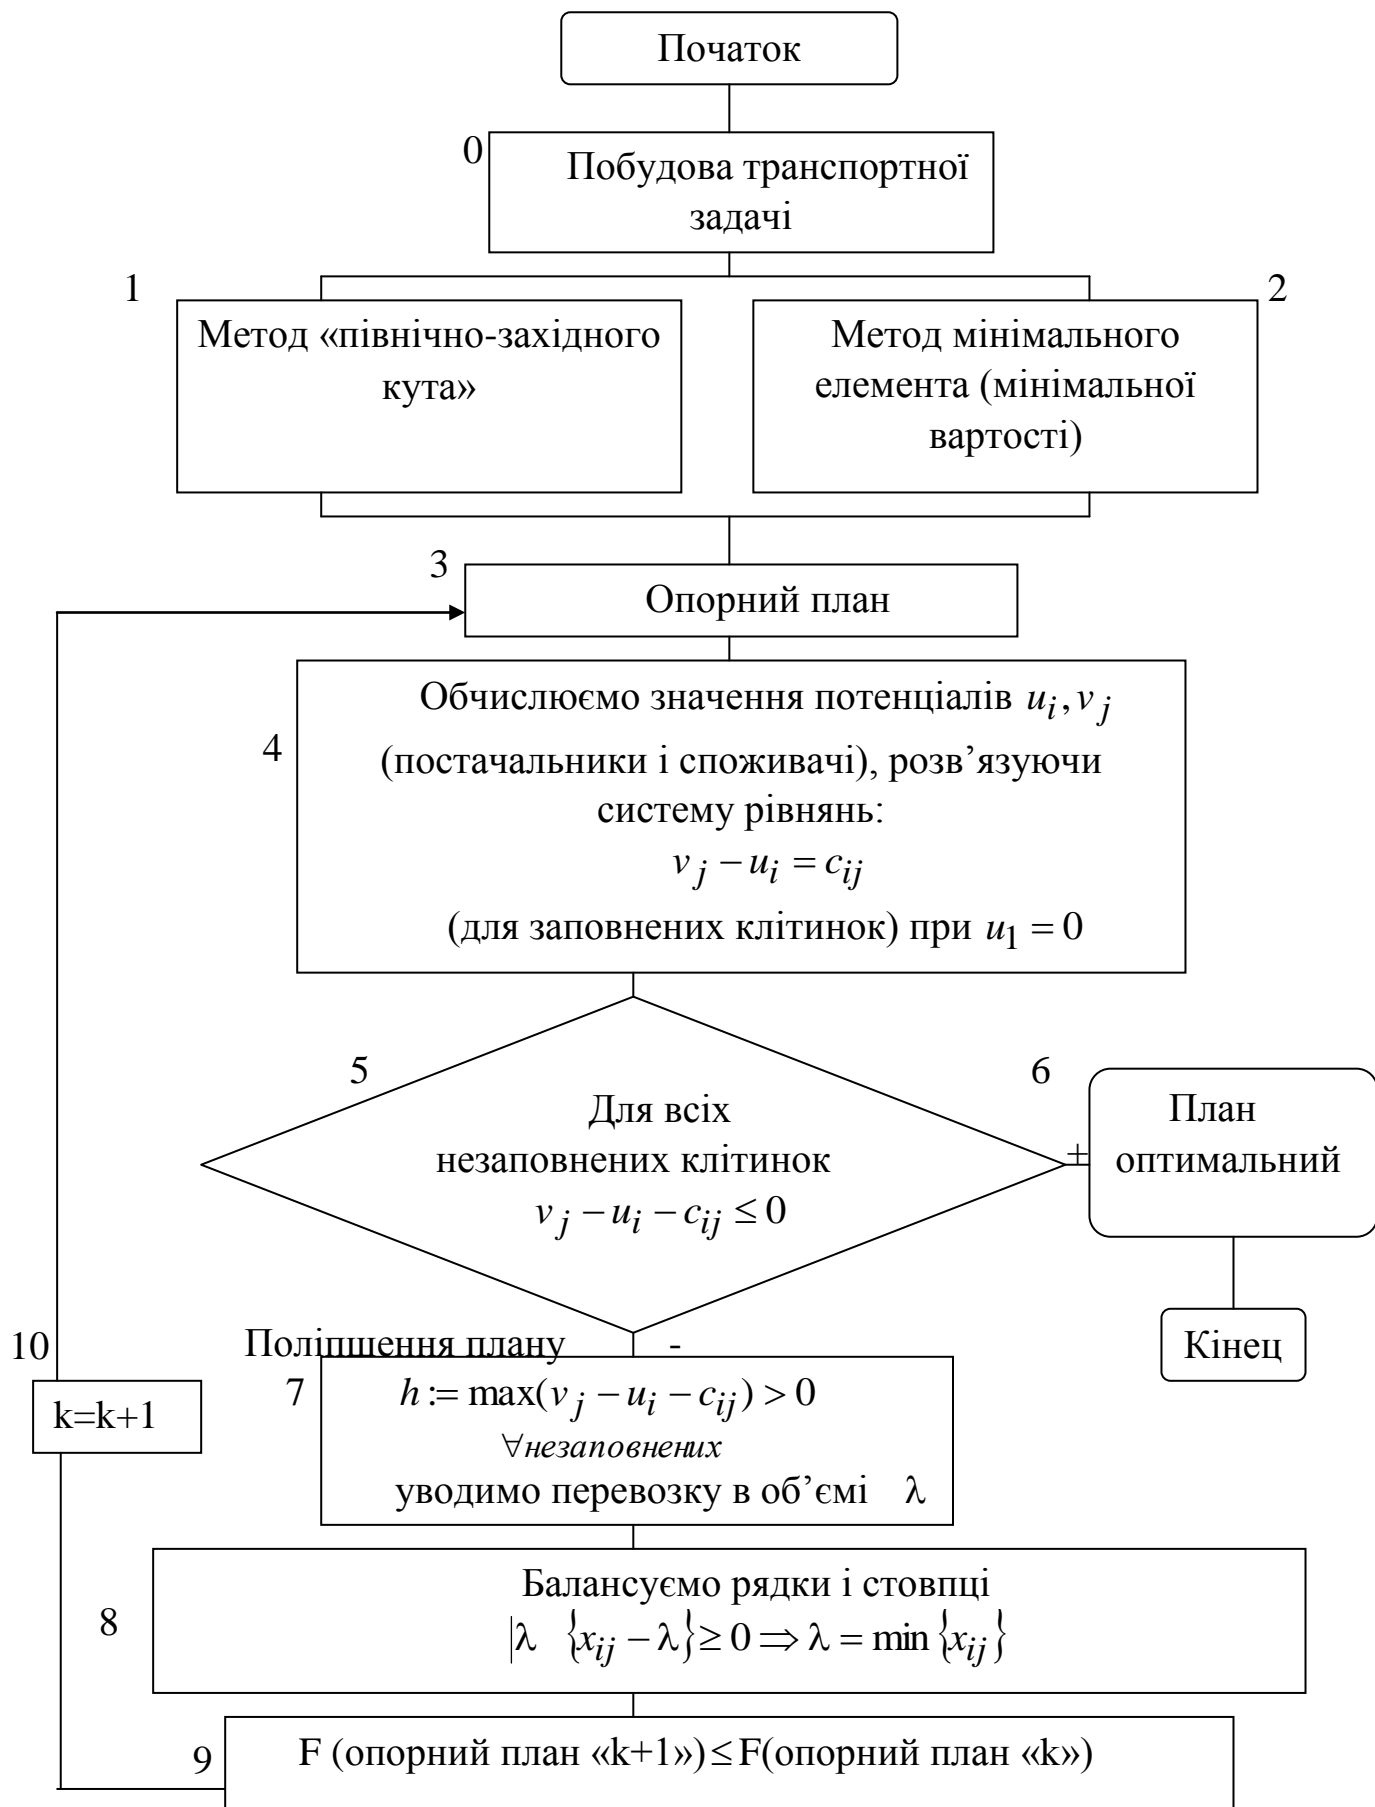 Початок
0
Побудова транспортної
задачі
1
2
Метод «північно-західного
кута»
Метод мінімального
елемента (мінімальної
вартості)
3
Опорний план
4
Обчислюємо значення потенціалів u_i, v_j
(постачальники і споживачі), розв’язуючи
систему рівнянь:
v_j − u_i = c_ij
(для заповнених клітинок) при u_1 = 0
5
Для всіх
незаповнених клітинок
v_j − u_i − c_ij ≤ 0
+
6
План
оптимальний
Кінец
Поліпшення плану
-
7
h := max(v_j − u_i − c_ij) > 0
∀незаповнених
уводимо перевозку в об’ємі λ
10
k=k+1
8
Балансуємо рядки і стовпці
|λ {x_ij − λ} ≥ 0 ⇒ λ = min {x_ij}
9
F (опорний план «k+1») ≤ F(опорний план «k»)